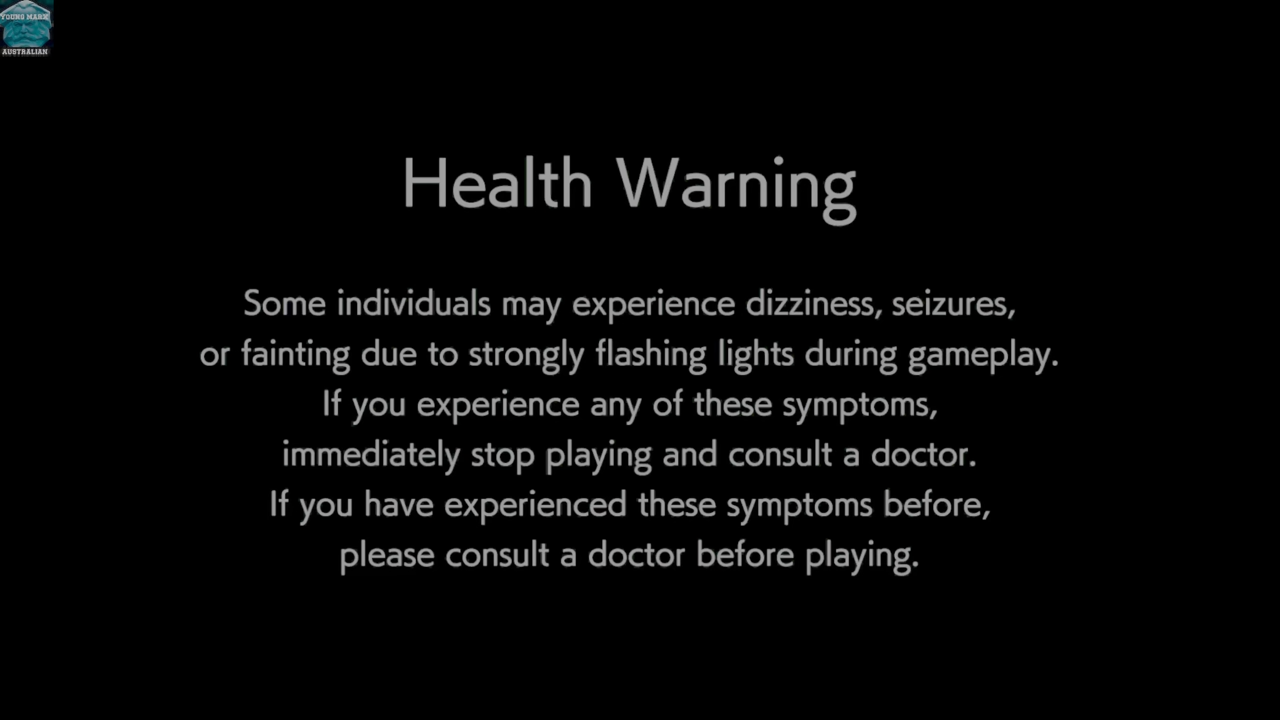 YOUNG MARK
AUSTRALIAN
Health Warning
Some individuals may experience dizziness, seizures,
or fainting due to strongly flashing lights during gameplay.
If you experience any of these symptoms,
immediately stop playing and consult a doctor.
If you have experienced these symptoms before,
please consult a doctor before playing.